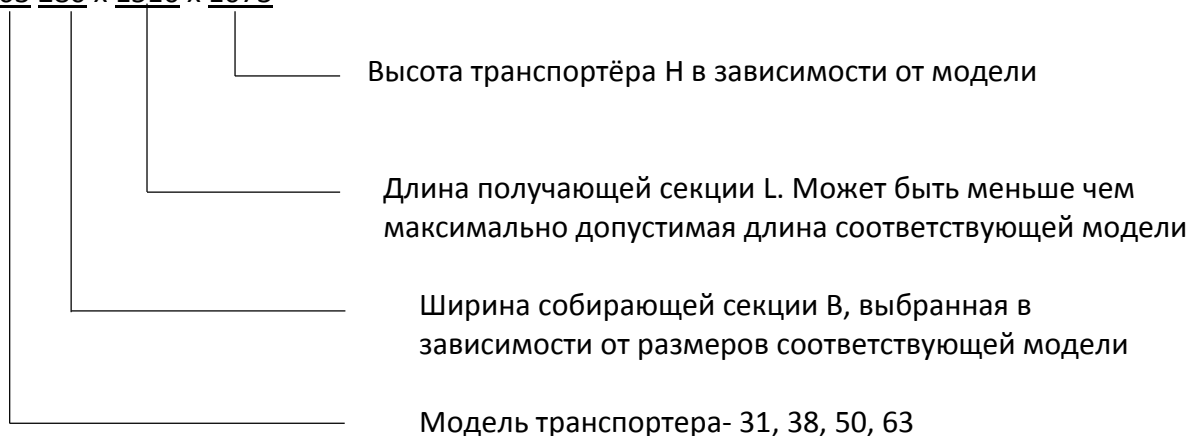 Высота транспортёра H в зависимости от модели
Длина получающей секции L. Может быть меньше чем
максимально допустимая длина соответствующей модели
Ширина собирающей секции B, выбранная в
зависимости от размеров соответствующей модели
Модель транспортера- 31, 38, 50, 63